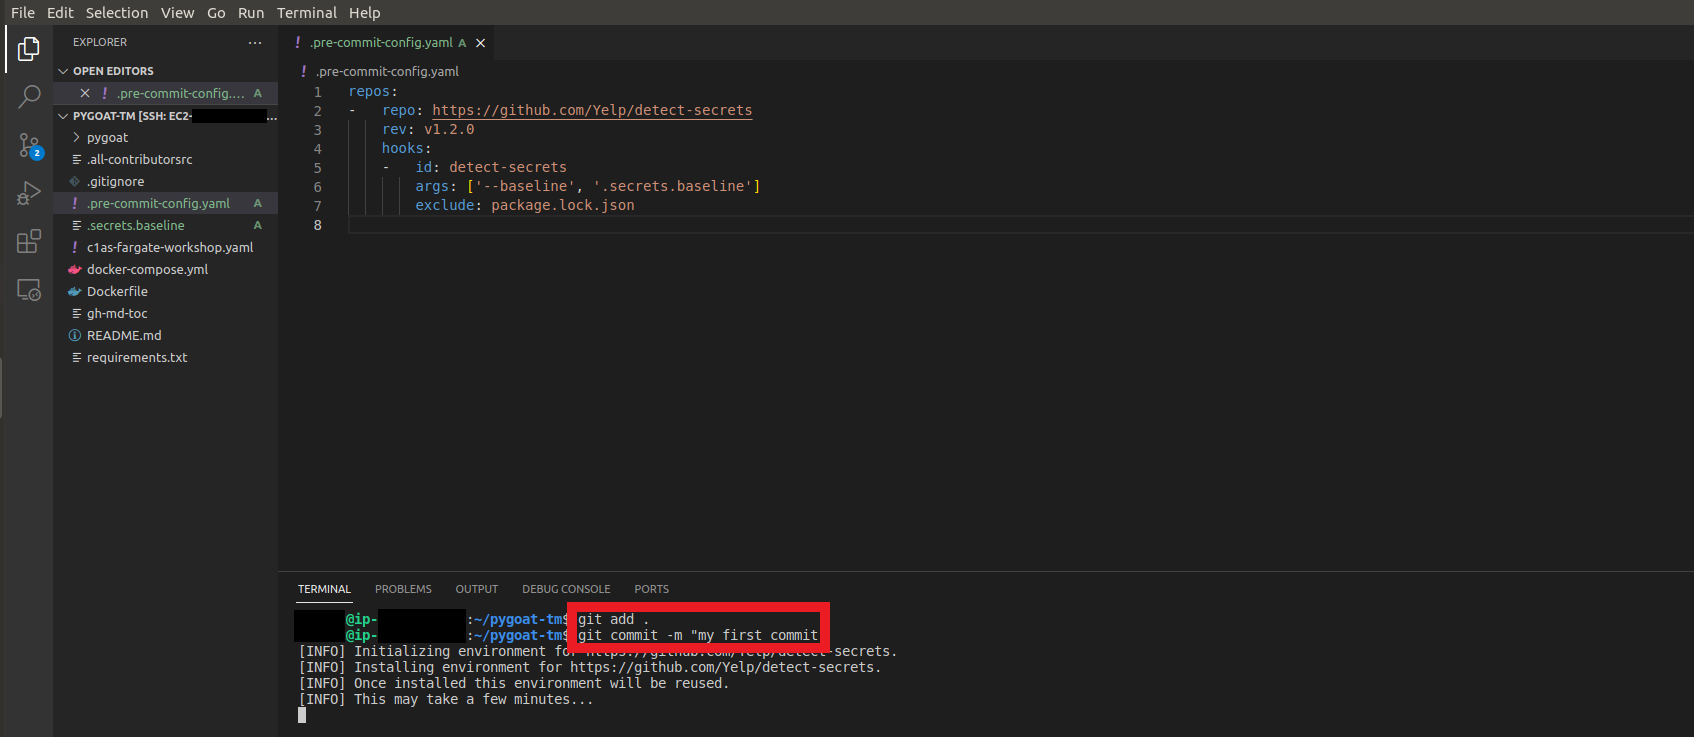 File Edit Selection View Go Run Terminal Help
EXPLORER
OPEN EDITORS
.pre-commit-config.... A
PYGOAT-TM [SSH: EC2- ...
pygoat
.all-contributorsrc
.gitignore
.pre-commit-config.yaml A
.secrets.baseline A
c1as-fargate-workshop.yaml
docker-compose.yml
Dockerfile
gh-md-toc
README.md
requirements.txt
2
.pre-commit-config.yaml A
.pre-commit-config.yaml
1 repos:
2 - repo: https://github.com/Yelp/detect-secrets
3 rev: v1.2.0
4 hooks:
5 - id: detect-secrets
6 args: ['--baseline', '.secrets.baseline']
7 exclude: package.lock.json
8
TERMINAL PROBLEMS OUTPUT DEBUG CONSOLE PORTS
@ip- :~/pygoat-tm$ git add .
@ip- :~/pygoat-tm$ git commit -m "my first commit
[INFO] Initializing environment for https://github.com/Yelp/detect-secrets.
[INFO] Installing environment for https://github.com/Yelp/detect-secrets.
[INFO] Once installed this environment will be reused.
[INFO] This may take a few minutes...